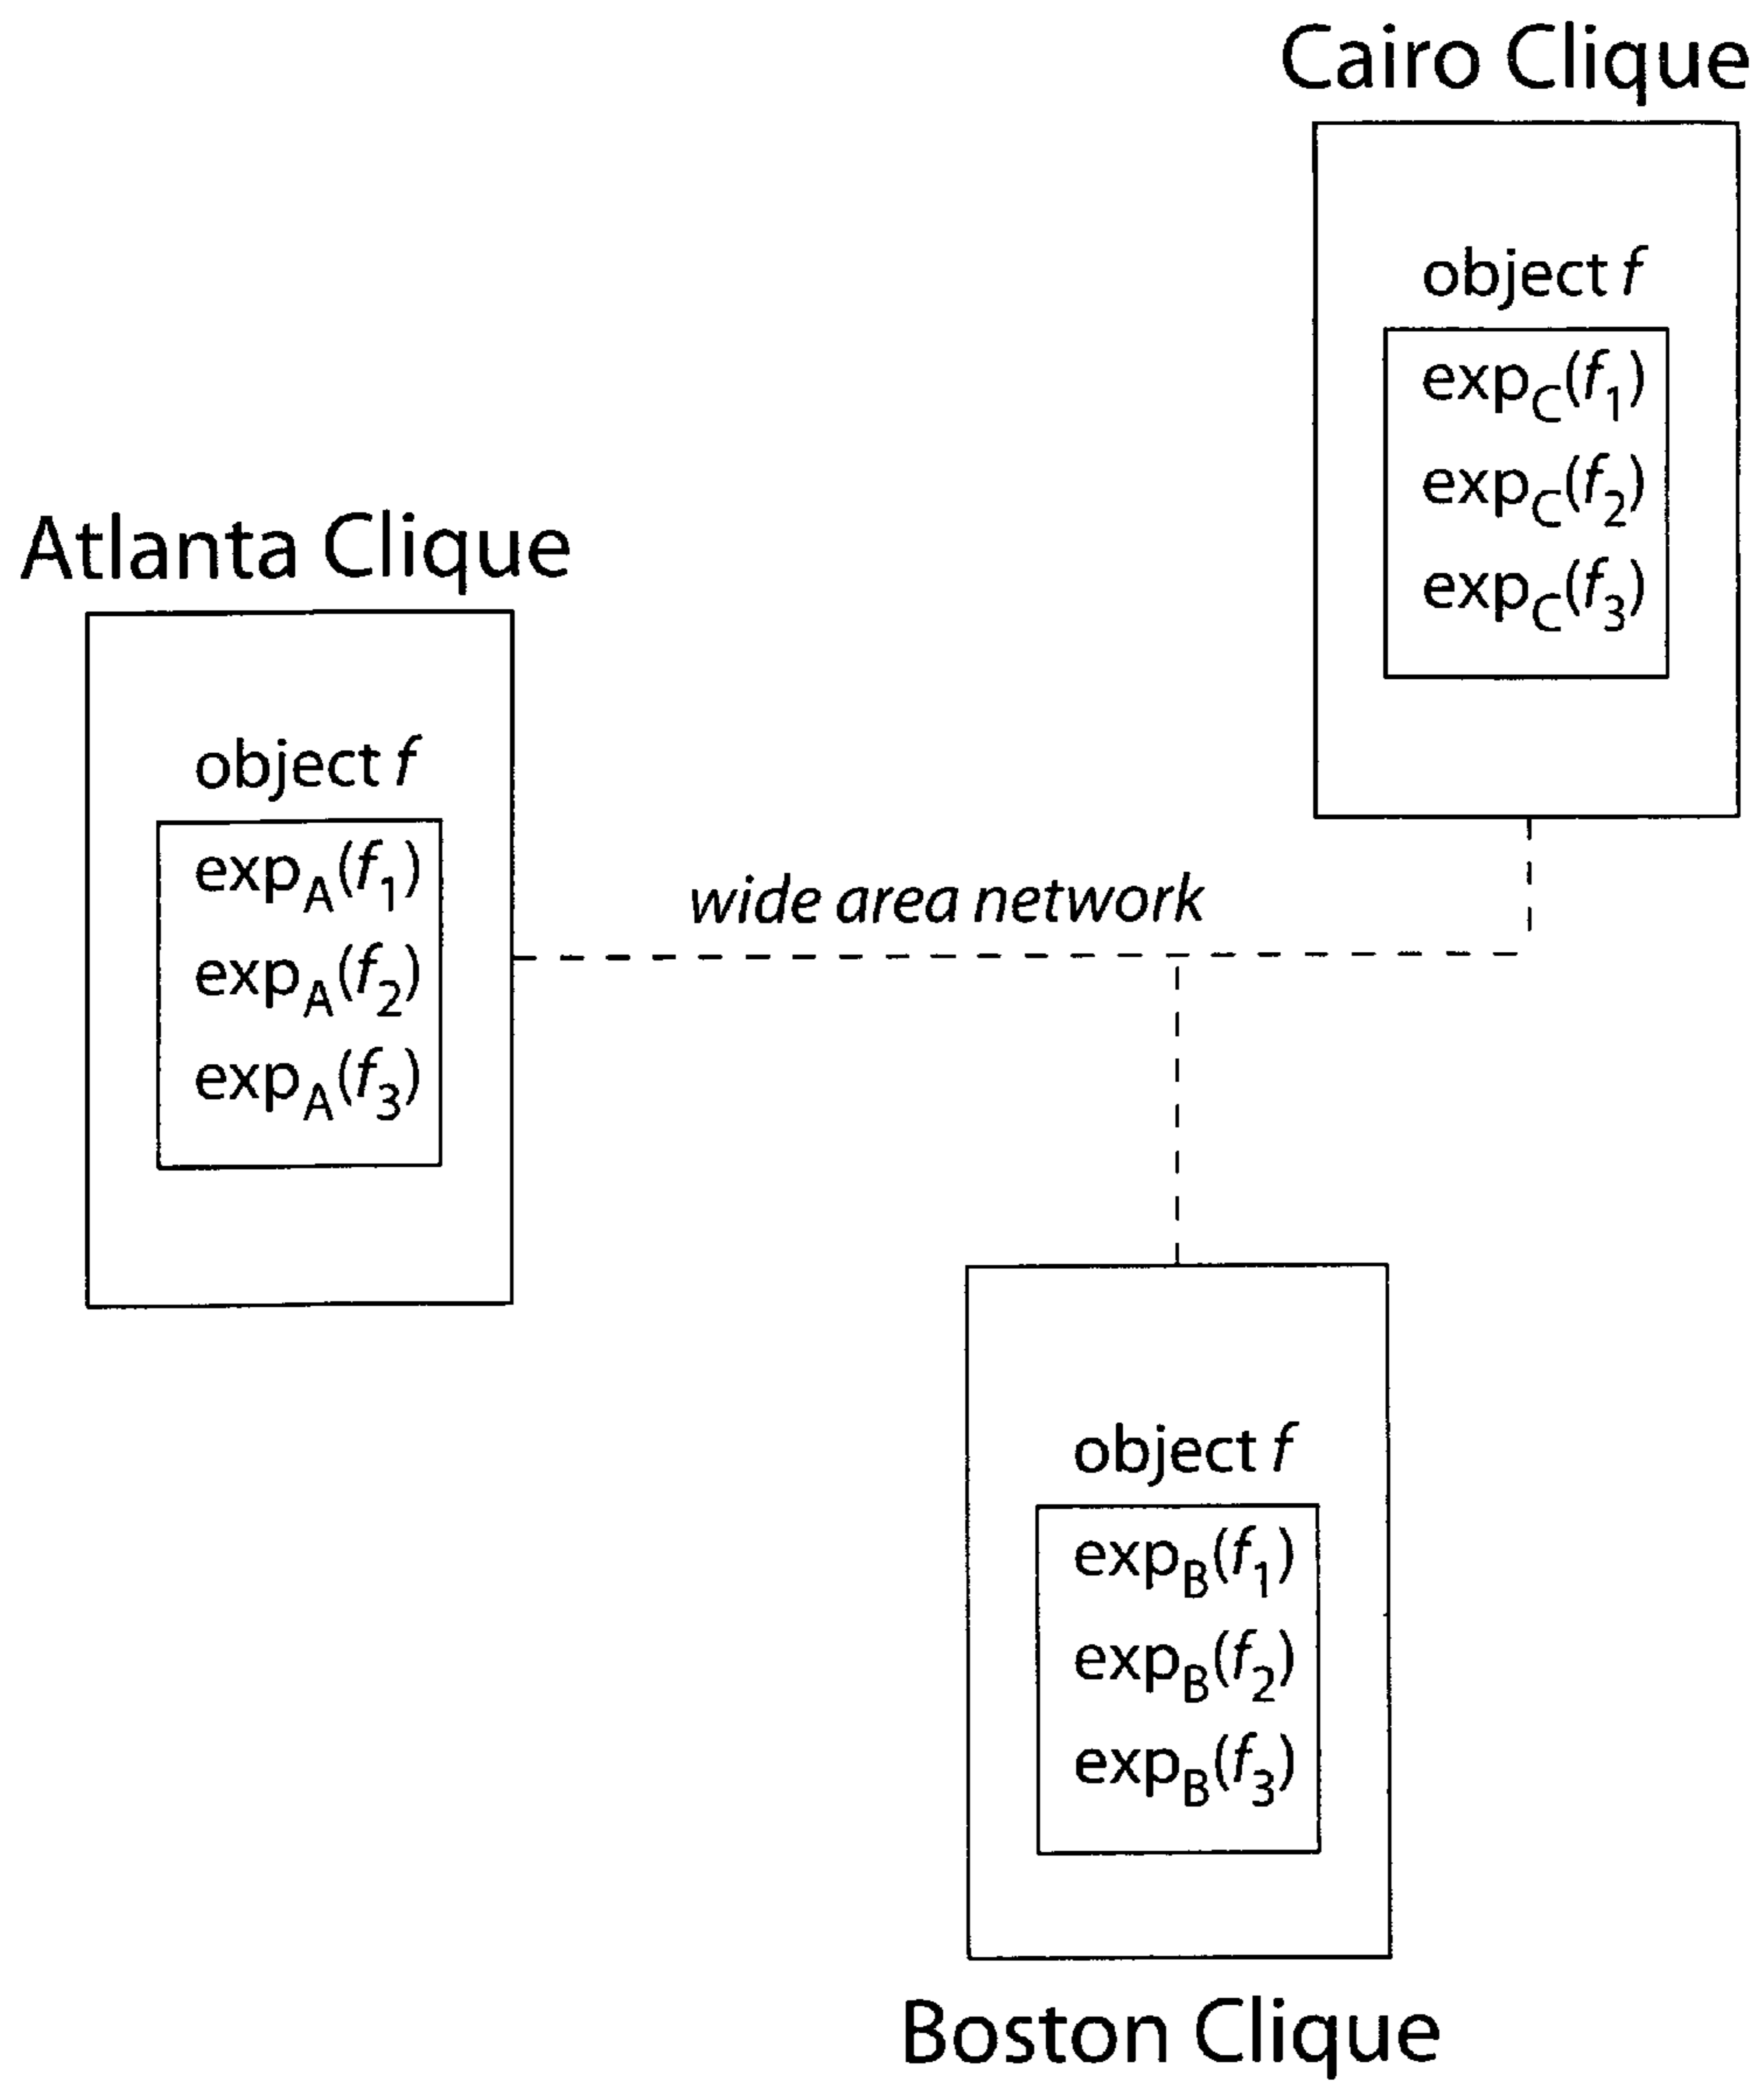 Cairo Clique
object f
exp_C(f_1)
exp_C(f_2)
exp_C(f_3)
Atlanta Clique
object f
exp_A(f_1)
exp_A(f_2)
exp_A(f_3)
wide area network
object f
exp_B(f_1)
exp_B(f_2)
exp_B(f_3)
Boston Clique